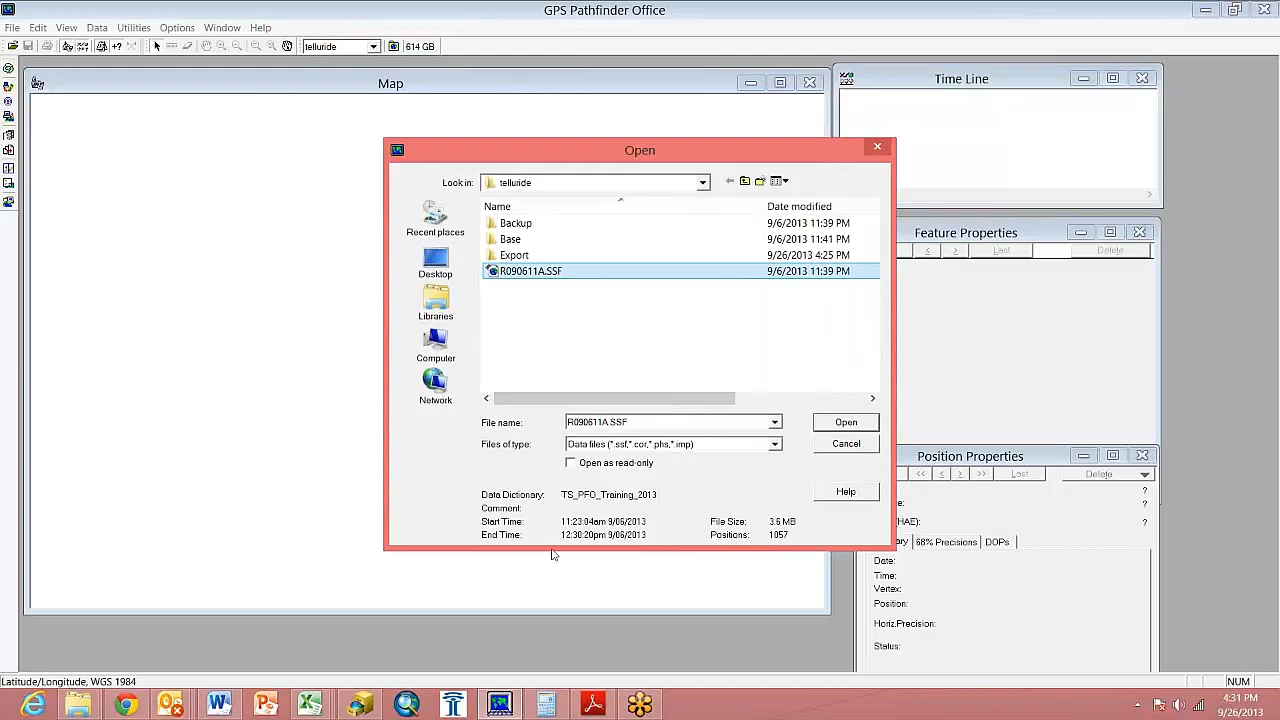 GPS Pathfinder Office
File Edit View Data Utilities Options Window Help
telluride 614 GB
Map
Time Line
Open
Look in: telluride
Name Date modified
Recent places
Desktop
Libraries
Computer
Network
Backup 9/6/2013 11:39 PM
Base 9/6/2013 11:41 PM
Export 9/26/2013 4:25 PM
R090611A.SSF 9/6/2013 11:39 PM
File name: R090611A.SSF Open
Files of type: Data files (*.ssf,*.cor,*.phs,*.imp) Cancel
Open as read-only
Help
Data Dictionary: TS_PFO_Training_2013
Comment:
Start Time: 11:23:04am 9/06/2013 File Size: 3.6 MB
End Time: 12:30:20pm 9/06/2013 Positions: 1057
Feature Properties
< > Last Delete
Position Properties
<< < > >> Last Delete
?
?
HAE): ?
68% Precisions DOPs
Date:
Time:
Vertex:
Position:
Horiz.Precision:
Status:
Latitude/Longitude, WGS 1984 NUM
4:31 PM
9/26/2013